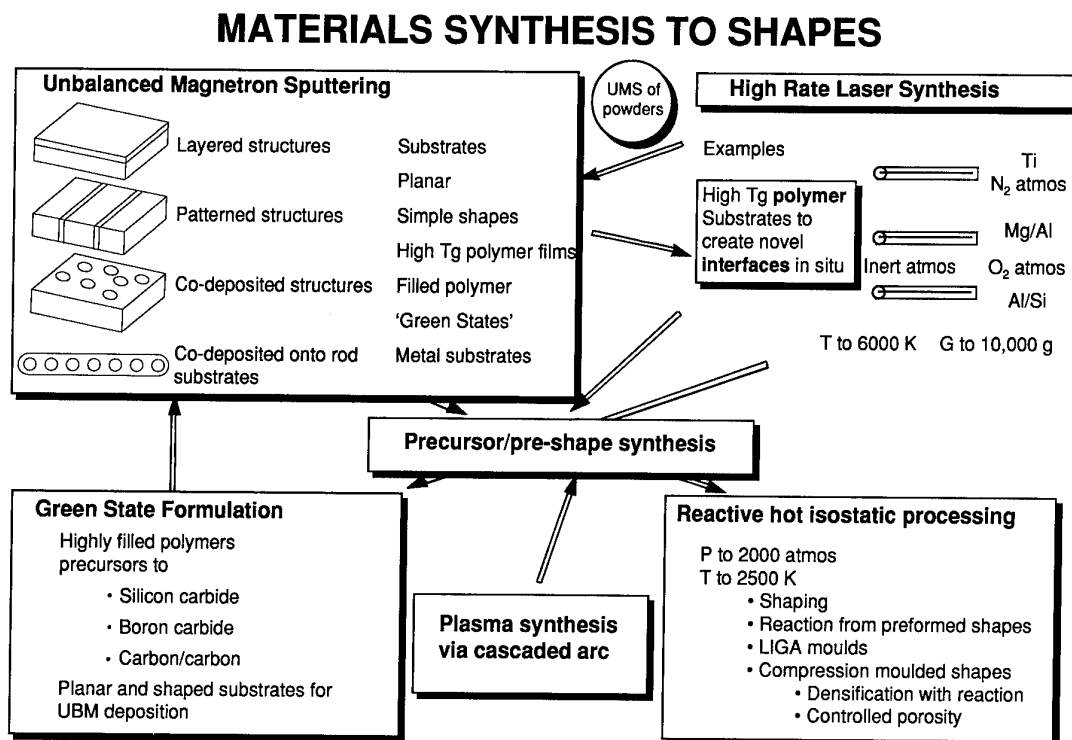 MATERIALS SYNTHESIS TO SHAPES
Unbalanced Magnetron Sputtering
Layered structures
Patterned structures
Co-deposited structures
Co-deposited onto rod
substrates
Substrates
Planar
Simple shapes
High Tg polymer films
Filled polymer
‘Green States’
Metal substrates
UMS of
powders
High Rate Laser Synthesis
Examples
High Tg polymer
Substrates to
create novel
interfaces in situ
Ti
N₂ atmos
Mg/Al
Inert atmos
O₂ atmos
Al/Si
T to 6000 K G to 10,000 g
Precursor/pre-shape synthesis
Green State Formulation
Highly filled polymers
precursors to
• Silicon carbide
• Boron carbide
• Carbon/carbon
Planar and shaped substrates for
UBM deposition
Plasma synthesis
via cascaded arc
Reactive hot isostatic processing
P to 2000 atmos
T to 2500 K
• Shaping
• Reaction from preformed shapes
• LIGA moulds
• Compression moulded shapes
• Densification with reaction
• Controlled porosity